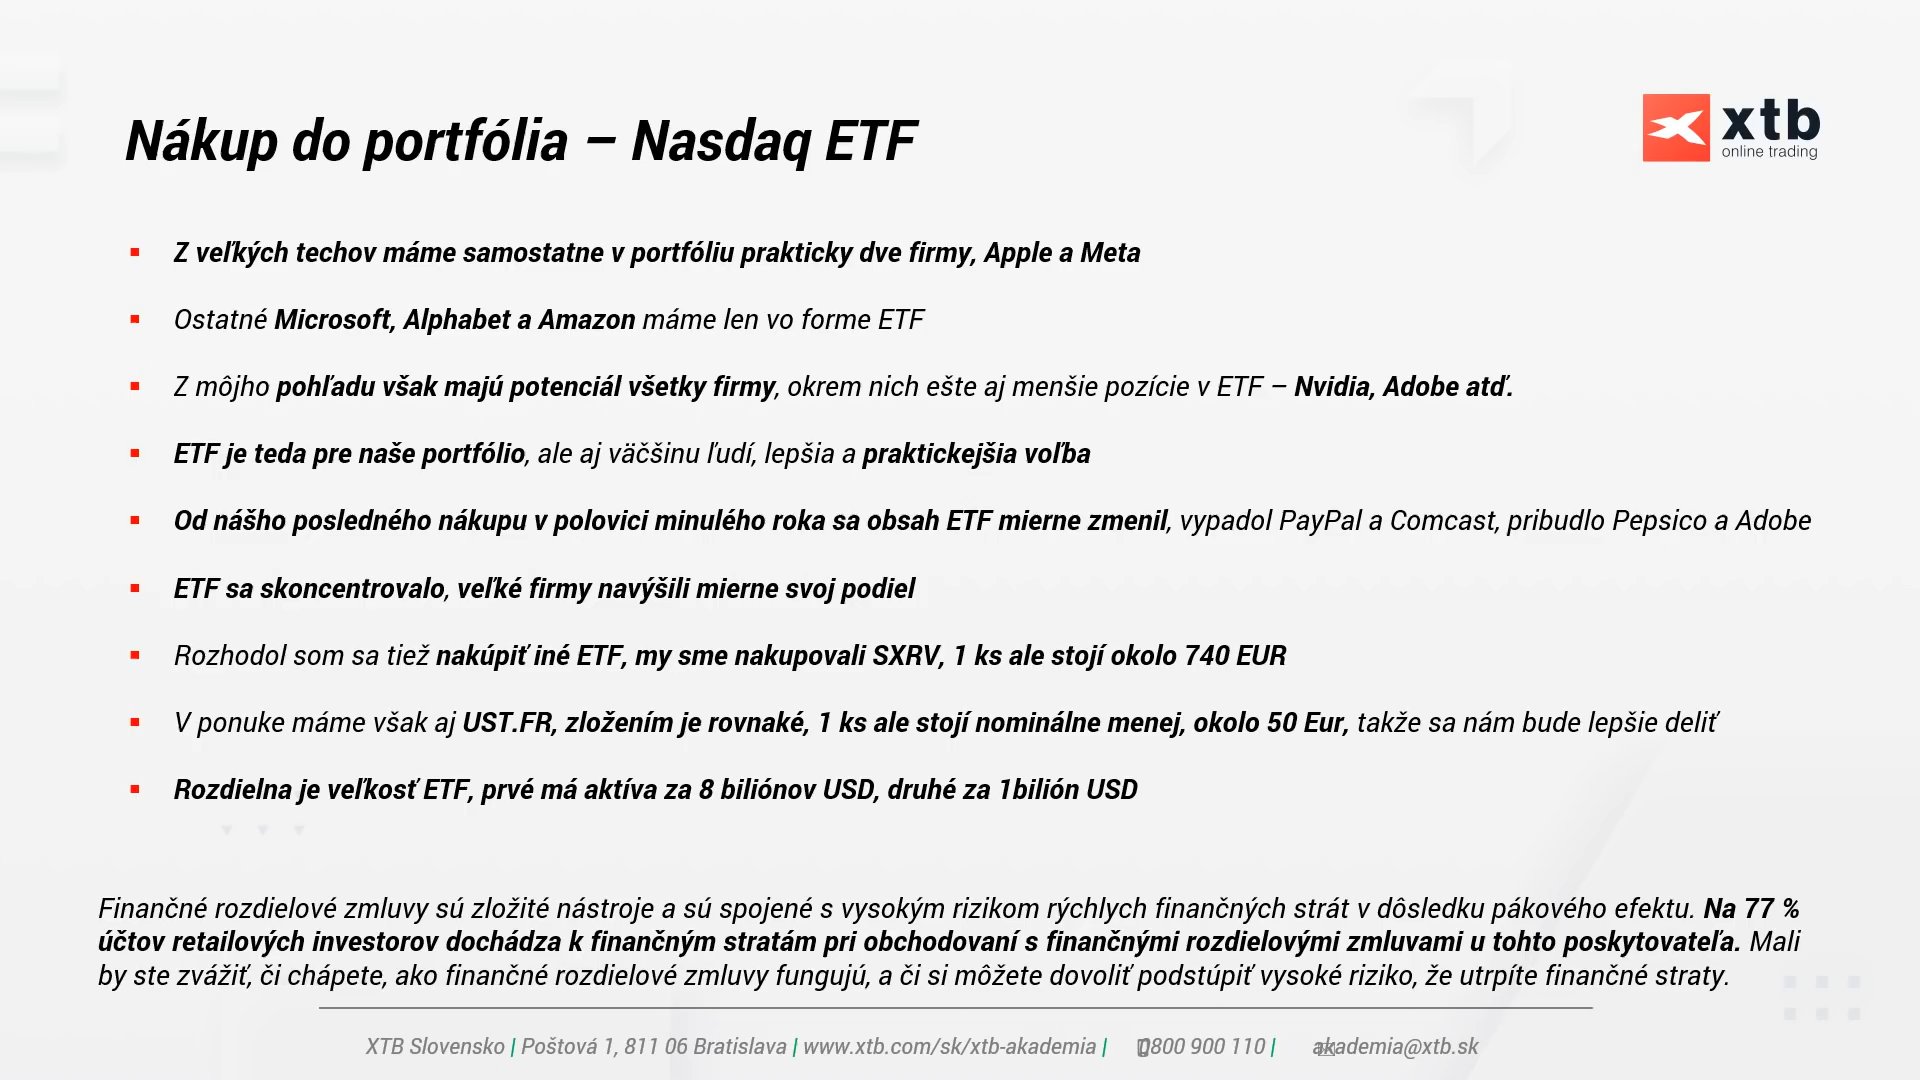 Nákup do portfólia – Nasdaq ETF
xtb
online trading
Z veľkých techov máme samostatne v portfóliu prakticky dve firmy, Apple a Meta
Ostatné Microsoft, Alphabet a Amazon máme len vo forme ETF
Z môjho pohľadu však majú potenciál všetky firmy, okrem nich ešte aj menšie pozície v ETF – Nvidia, Adobe atď.
ETF je teda pre naše portfólio, ale aj väčšinu ľudí, lepšia a praktickejšia voľba
Od nášho posledného nákupu v polovici minulého roka sa obsah ETF mierne zmenil, vypadol PayPal a Comcast, pribudlo Pepsico a Adobe
ETF sa skoncentrovalo, veľké firmy navýšili mierne svoj podiel
Rozhodol som sa tiež nakúpiť iné ETF, my sme nakupovali SXRV, 1 ks ale stojí okolo 740 EUR
V ponuke máme však aj UST.FR, zložením je rovnaké, 1 ks ale stojí nominálne menej, okolo 50 Eur, takže sa nám bude lepšie deliť
Rozdielna je veľkosť ETF, prvé má aktíva za 8 biliónov USD, druhé za 1bilión USD
Finančné rozdielové zmluvy sú zložité nástroje a sú spojené s vysokým rizikom rýchlych finančných strát v dôsledku pákového efektu. Na 77 %
účtov retailových investorov dochádza k finančným stratám pri obchodovaní s finančnými rozdielovými zmluvami u tohto poskytovateľa. Mali
by ste zvážiť, či chápete, ako finančné rozdielové zmluvy fungujú, a či si môžete dovoliť podstúpiť vysoké riziko, že utrpíte finančné straty.
XTB Slovensko | Poštová 1, 811 06 Bratislava | www.xtb.com/sk/xtb-akademia | 0800 900 110 | akademia@xtb.sk